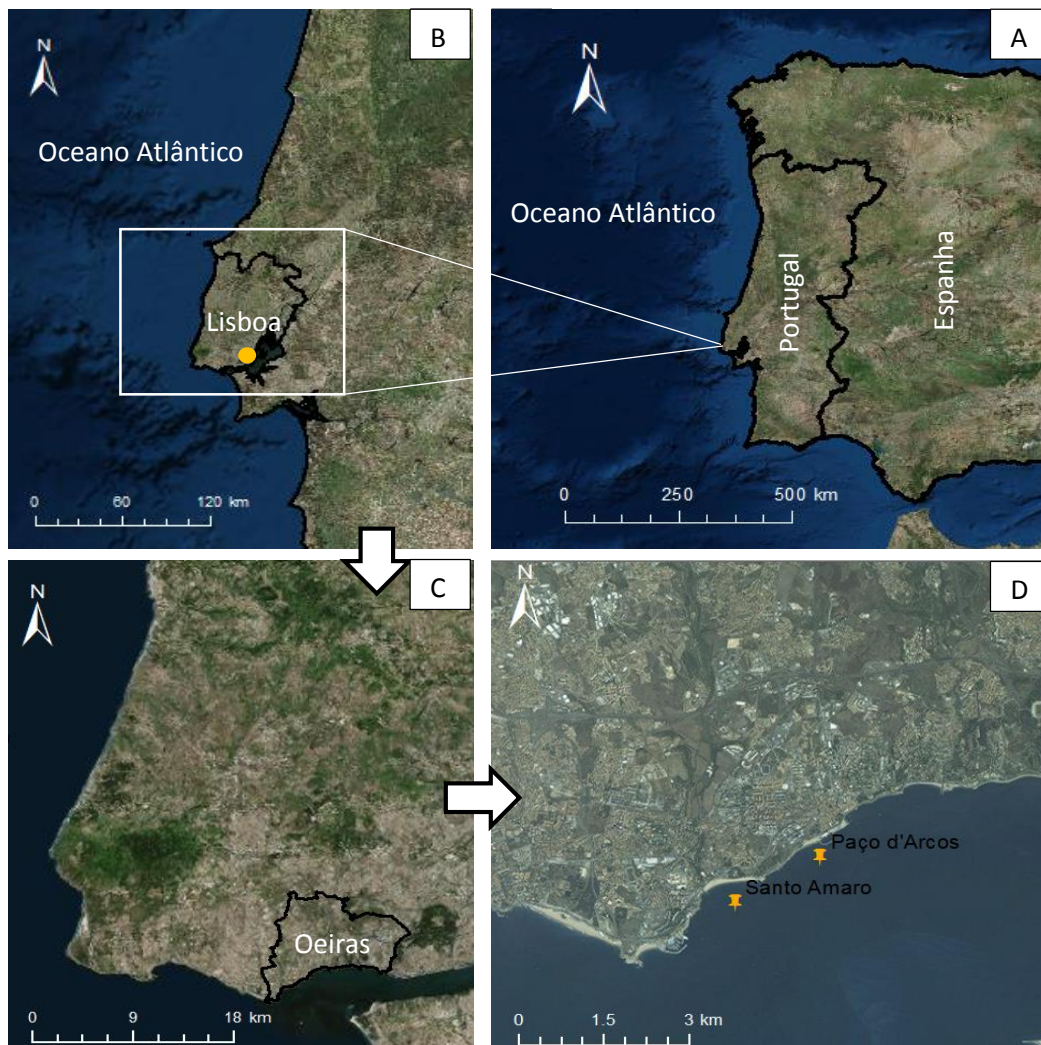 B
N
Oceano Atlântico
Lisboa
0 60 120 km
A
N
Oceano Atlântico
Portugal
Espanha
0 250 500 km
C
N
Oeiras
0 9 18 km
D
N
Paço d'Arcos
Santo Amaro
0 1.5 3 km